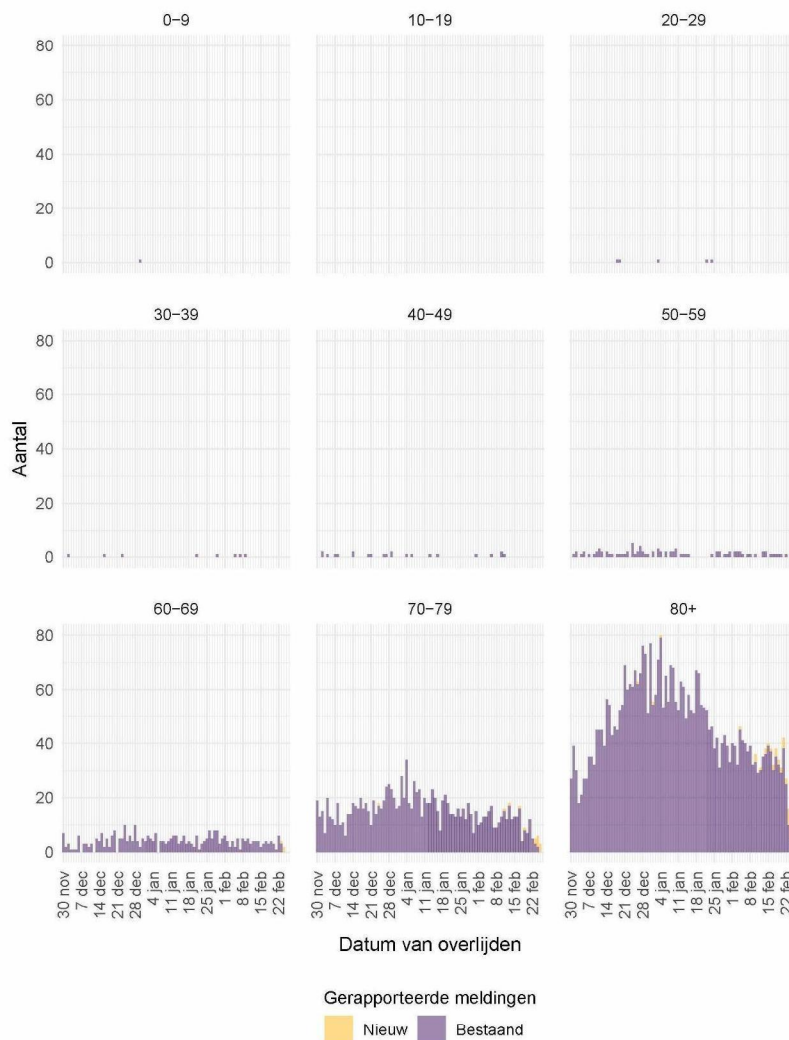 0−9 10−19 20−29
80
60
40
20
0
30−39 40−49 50−59
80
60
40
20
0
Aantal
60−69 70−79 80+
80
60
40
20
0
30 nov 7 dec 14 dec 21 dec 28 dec 4 jan 11 jan 18 jan 25 jan 1 feb 8 feb 15 feb 22 feb
30 nov 7 dec 14 dec 21 dec 28 dec 4 jan 11 jan 18 jan 25 jan 1 feb 8 feb 15 feb 22 feb
30 nov 7 dec 14 dec 21 dec 28 dec 4 jan 11 jan 18 jan 25 jan 1 feb 8 feb 15 feb 22 feb
Datum van overlijden
Gerapporteerde meldingen
Nieuw Bestaand